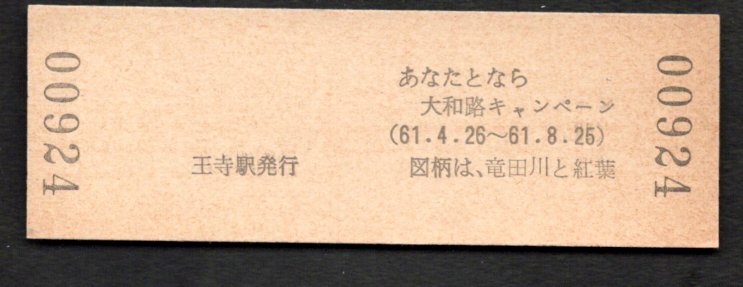 00924
あなたとなら
大和路キャンペーン
(61.4.26～61.8.25)
王寺駅発行
図柄は、竜田川と紅葉
00924